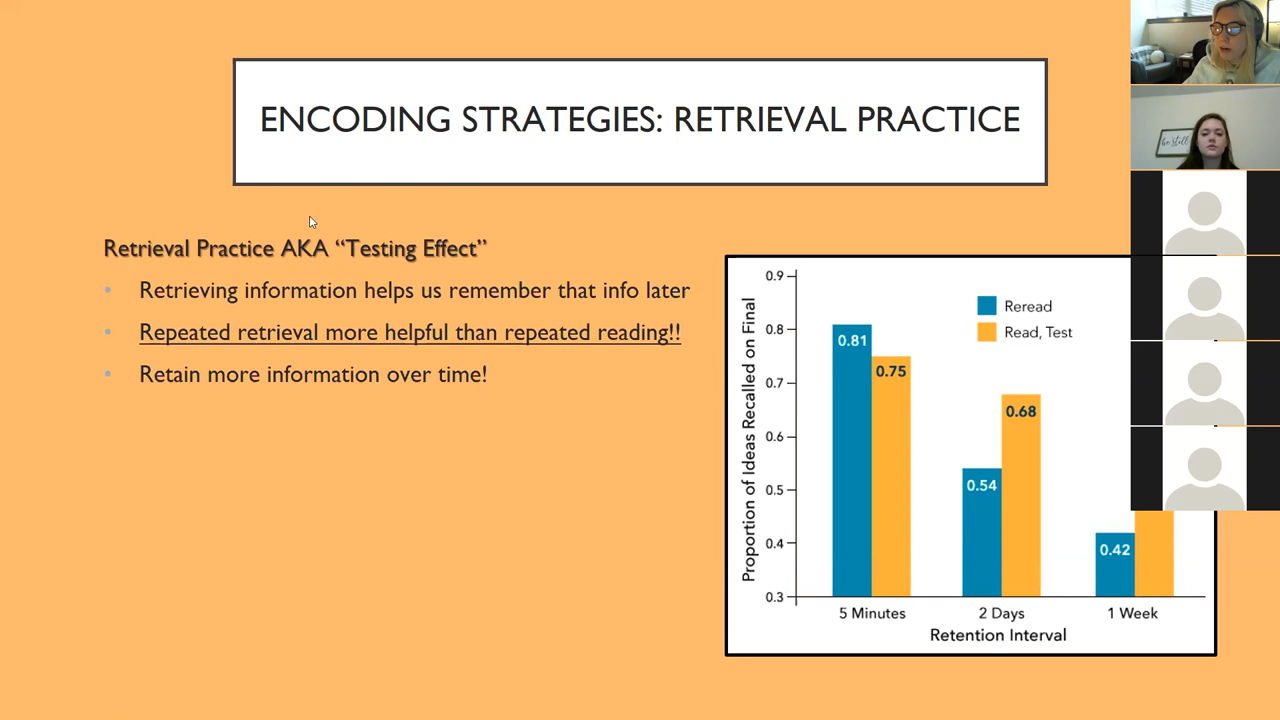 ENCODING STRATEGIES: RETRIEVAL PRACTICE
be still
Retrieval Practice AKA “Testing Effect”
• Retrieving information helps us remember that info later
• Repeated retrieval more helpful than repeated reading!!
• Retain more information over time!
Proportion of Ideas Recalled on Final
0.9
0.8
0.7
0.6
0.5
0.4
0.3
Reread
Read, Test
0.81
0.75
0.54
0.68
0.42
5 Minutes
2 Days
1 Week
Retention Interval